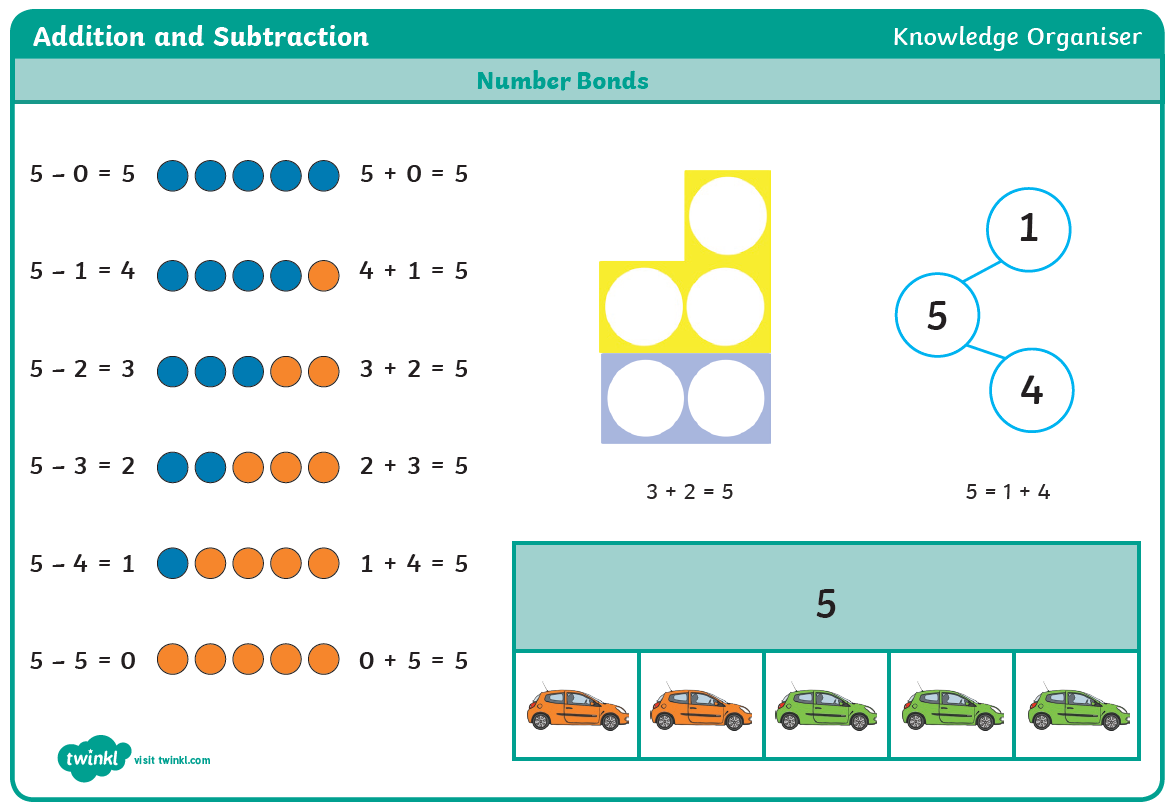 Addition and Subtraction
Knowledge Organiser
Number Bonds
5 – 0 = 5
5 + 0 = 5
5 – 1 = 4
4 + 1 = 5
5 – 2 = 3
3 + 2 = 5
5 – 3 = 2
2 + 3 = 5
5 – 4 = 1
1 + 4 = 5
5 – 5 = 0
0 + 5 = 5
3 + 2 = 5
1
5
4
5 = 1 + 4
5
twinkl
visit twinkl.com